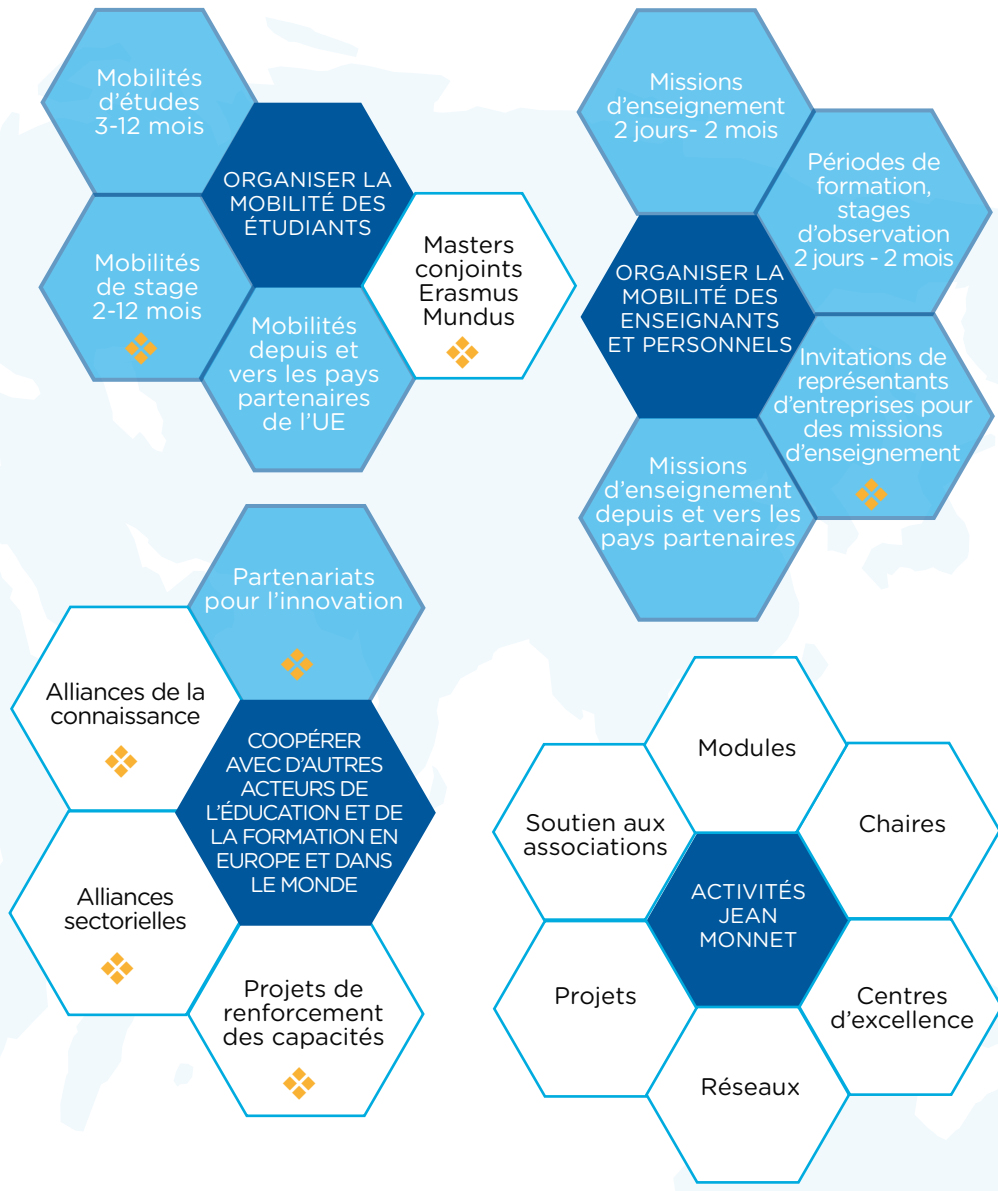 Mobilités
d'études
3-12 mois
ORGANISER LA
MOBILITÉ DES
ÉTUDIANTS
Mobilités
de stage
2-12 mois
Masters
conjoints
Erasmus
Mundus
Mobilités
depuis et
vers les pays
partenaires
de l'UE
Missions
d'enseignement
2 jours- 2 mois
Périodes de
formation,
stages
d'observation
2 jours - 2 mois
ORGANISER LA
MOBILITÉ DES
ENSEIGNANTS
ET PERSONNELS
Invitations de
représentants
d'entreprises pour
des missions
d'enseignement
Missions
d'enseignement
depuis et vers les
pays partenaires
Partenariats
pour l'innovation
Alliances de la
connaissance
COOPÉRER
AVEC D'AUTRES
ACTEURS DE
L'ÉDUCATION ET DE
LA FORMATION EN
EUROPE ET DANS
LE MONDE
Alliances
sectorielles
Projets de
renforcement
des capacités
Modules
Soutien aux
associations
Chaires
ACTIVITÉS
JEAN
MONNET
Projets
Centres
d'excellence
Réseaux